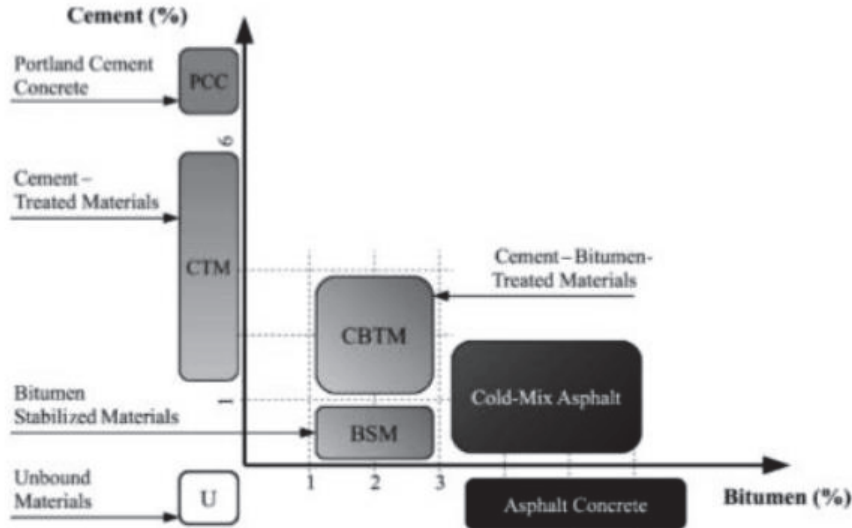 Cement (%)
Portland Cement
Concrete
PCC
6
Cement –
Treated Materials
CTM
Cement – Bitumen-
Treated Materials
CBTM
Cold-Mix Asphalt
1
Bitumen
Stabilized Materials
BSM
Unbound
Materials
U
1 2 3
Asphalt Concrete
Bitumen (%)